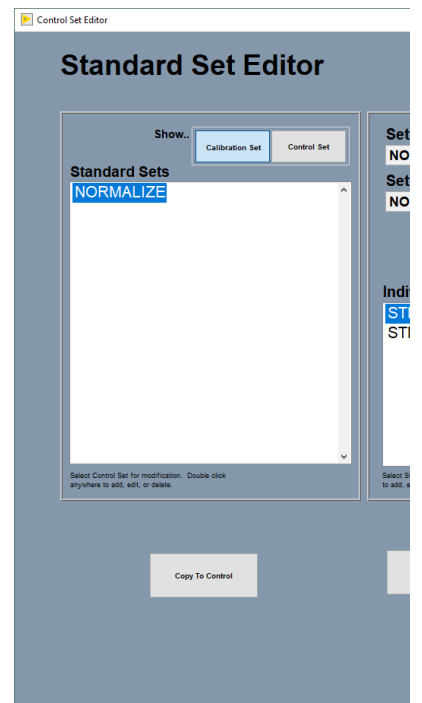 Control Set Editor
Standard Set Editor
Show..
Calibration Set
Control Set
Standard Sets
NORMALIZE
Select Control Set for modification. Double click
anywhere to add, edit, or delete.
Copy To Control
Set
NO
Set
NO
Indi
ST
Select S
to add, e